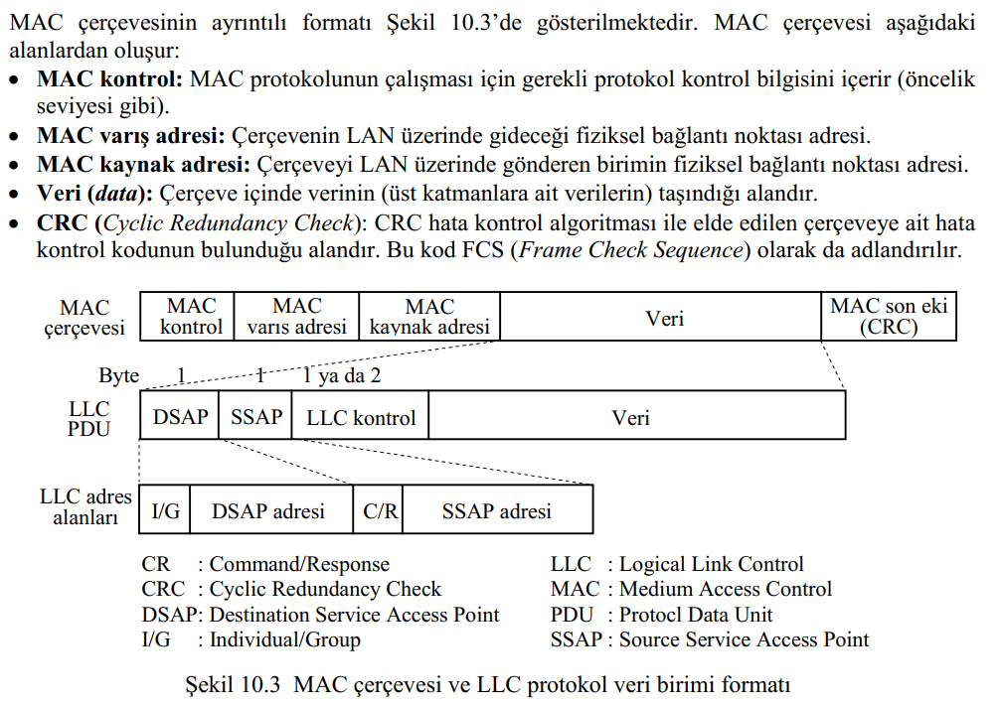 MAC çerçevesinin ayrıntılı formatı Şekil 10.3’de gösterilmektedir. MAC çerçevesi aşağıdaki
alanlardan oluşur:
• MAC kontrol: MAC protokolunun çalışması için gerekli protokol kontrol bilgisini içerir (öncelik
seviyesi gibi).
• MAC varış adresi: Çerçevenin LAN üzerinde gideceği fiziksel bağlantı noktası adresi.
• MAC kaynak adresi: Çerçeveyi LAN üzerinde gönderen birimin fiziksel bağlantı noktası adresi.
• Veri (data): Çerçeve içinde verinin (üst katmanlara ait verilerin) taşındığı alandır.
• CRC (Cyclic Redundancy Check): CRC hata kontrol algoritması ile elde edilen çerçeveye ait hata
kontrol kodunun bulunduğu alandır. Bu kod FCS (Frame Check Sequence) olarak da adlandırılır.
MAC
çerçevesi
MAC
kontrol
MAC
varış adresi
MAC
kaynak adresi
Veri
MAC son eki
(CRC)
Byte 1 1 1 ya da 2
LLC
PDU
DSAP
SSAP
LLC kontrol
Veri
LLC adres
alanları
I/G
DSAP adresi
C/R
SSAP adresi
CR : Command/Response
CRC : Cyclic Redundancy Check
DSAP: Destination Service Access Point
I/G : Individual/Group
LLC : Logical Link Control
MAC : Medium Access Control
PDU : Protocl Data Unit
SSAP : Source Service Access Point
Şekil 10.3 MAC çerçevesi ve LLC protokol veri birimi formatı